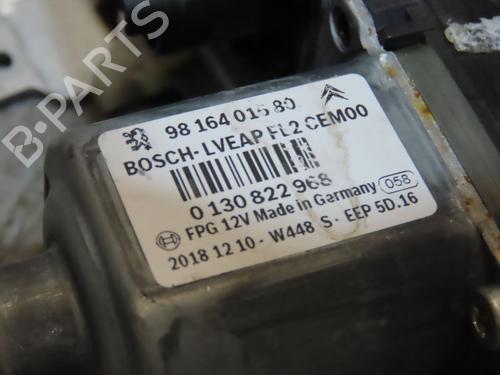 98 164 015 80
BOSCH-LVEAP FL2 CEM00
0 130 822 968
FPG 12V Made in Germany 058
2018 12 10 - W448 S - EEP 5D.16
B-PARTS